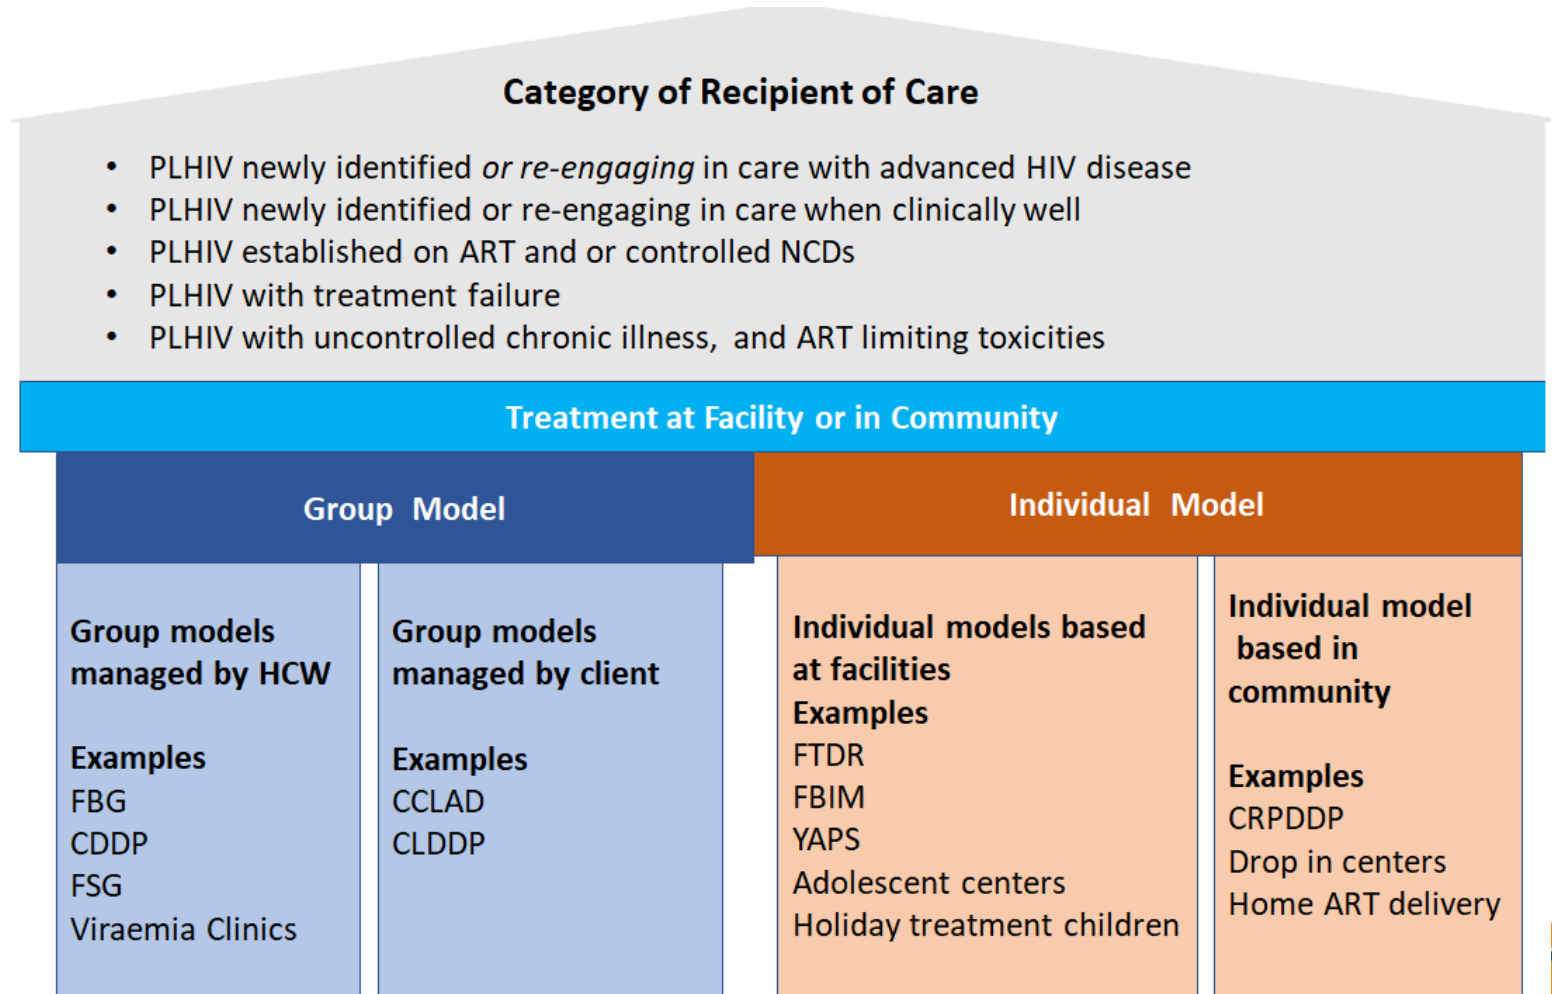 Category of Recipient of Care
• PLHIV newly identified or re-engaging in care with advanced HIV disease
• PLHIV newly identified or re-engaging in care when clinically well
• PLHIV established on ART and or controlled NCDs
• PLHIV with treatment failure
• PLHIV with uncontrolled chronic illness, and ART limiting toxicities
Treatment at Facility or in Community
Group Model
Individual Model
Group models
managed by HCW
Examples
FBG
CDDP
FSG
Viraemia Clinics
Group models
managed by client
Examples
CCLAD
CLDDP
Individual models based
at facilities
Examples
FTDR
FBIM
YAPS
Adolescent centers
Holiday treatment children
Individual model
based in
community
Examples
CRPDDP
Drop in centers
Home ART delivery